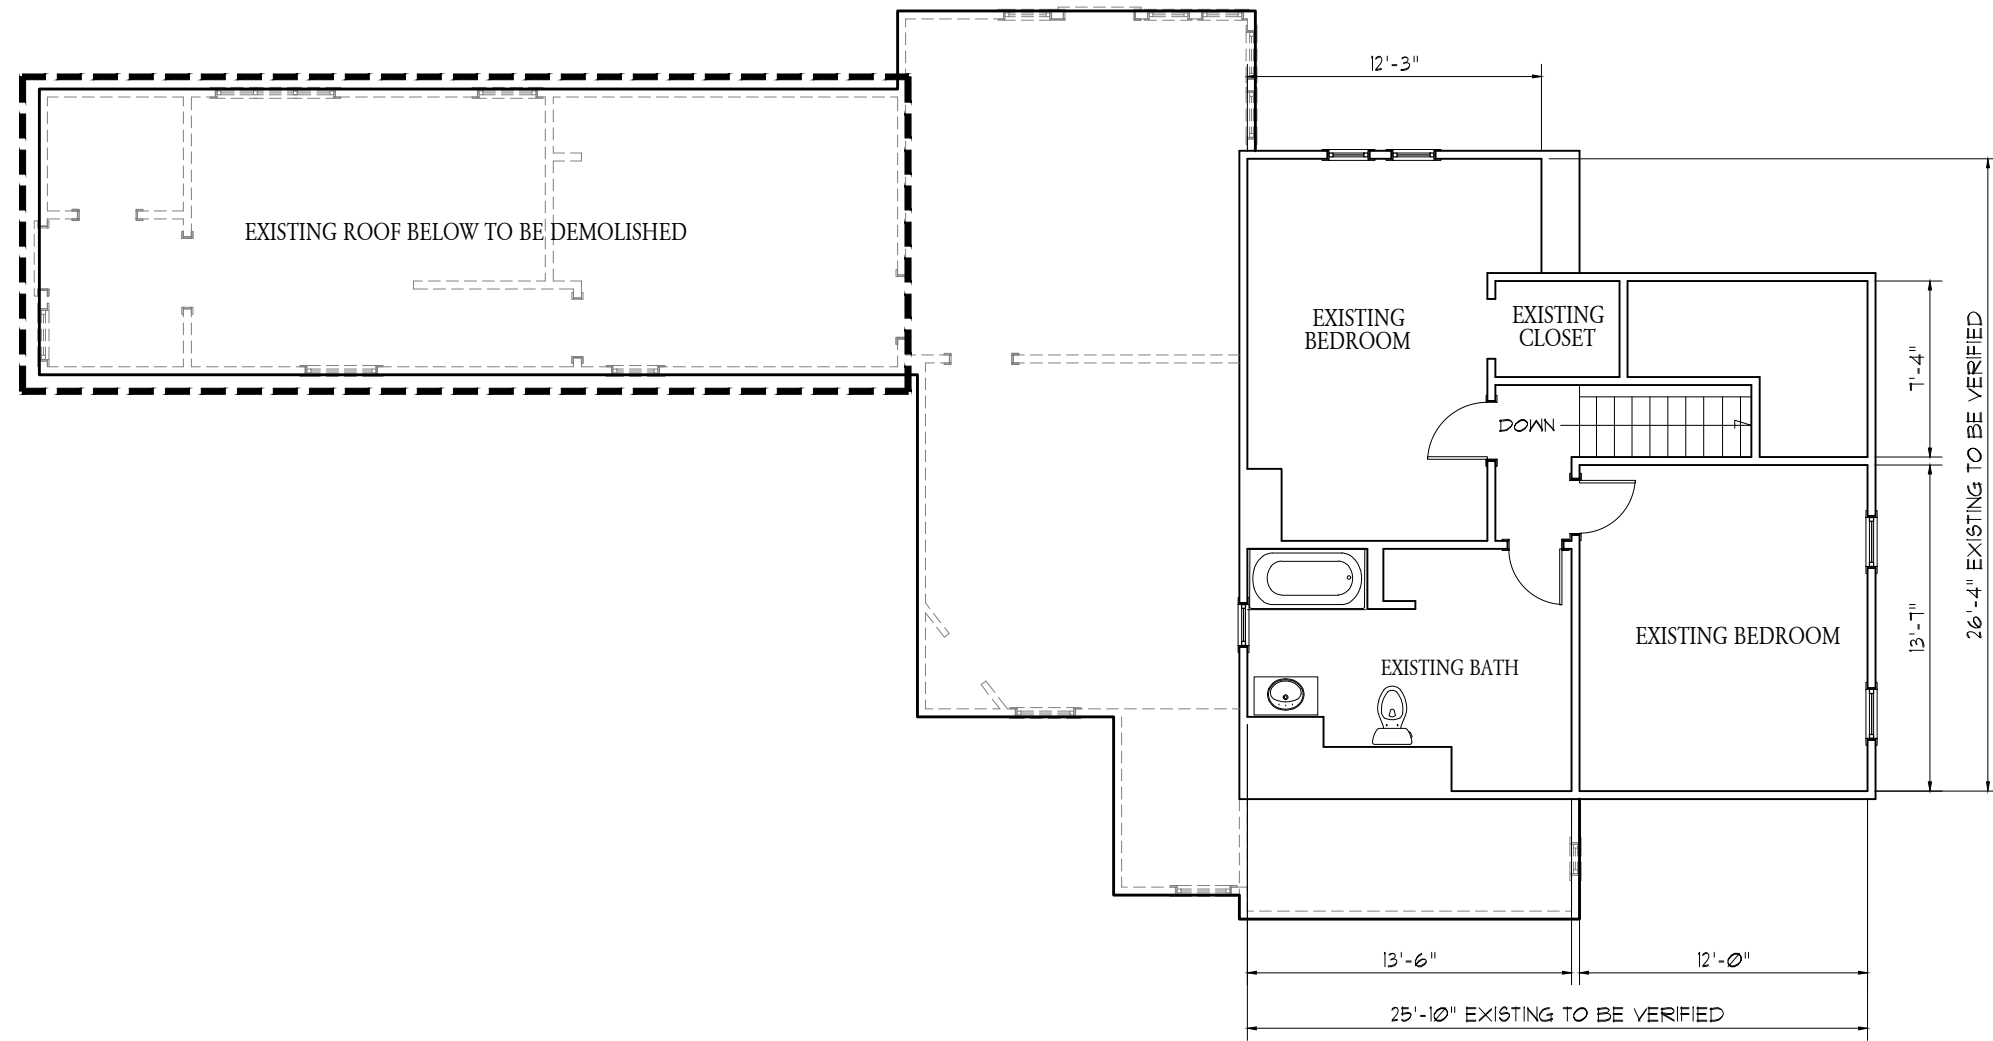 12'-3"
EXISTING ROOF BELOW TO BE DEMOLISHED
EXISTING
BEDROOM
EXISTING
CLOSET
7'-4"
26'-4" EXISTING TO BE VERIFIED
DOWN
13'-7"
EXISTING BEDROOM
EXISTING BATH
13'-6"
12'-0"
25'-10" EXISTING TO BE VERIFIED